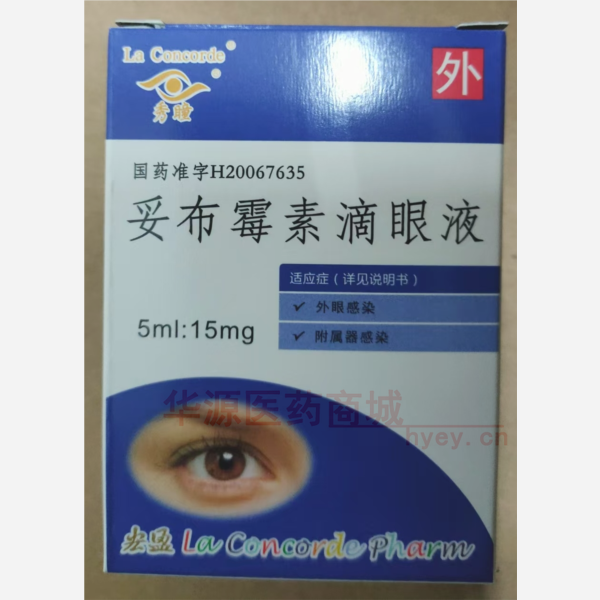 La Concorde®
外
®
秀瞳
国药准字H20067635
妥布霉素滴眼液
适应症（详见说明书）
✓ 外眼感染
5ml:15mg
✓ 附属器感染
华源医药商城
hyey.cn
宏盈 La Concorde Pharm